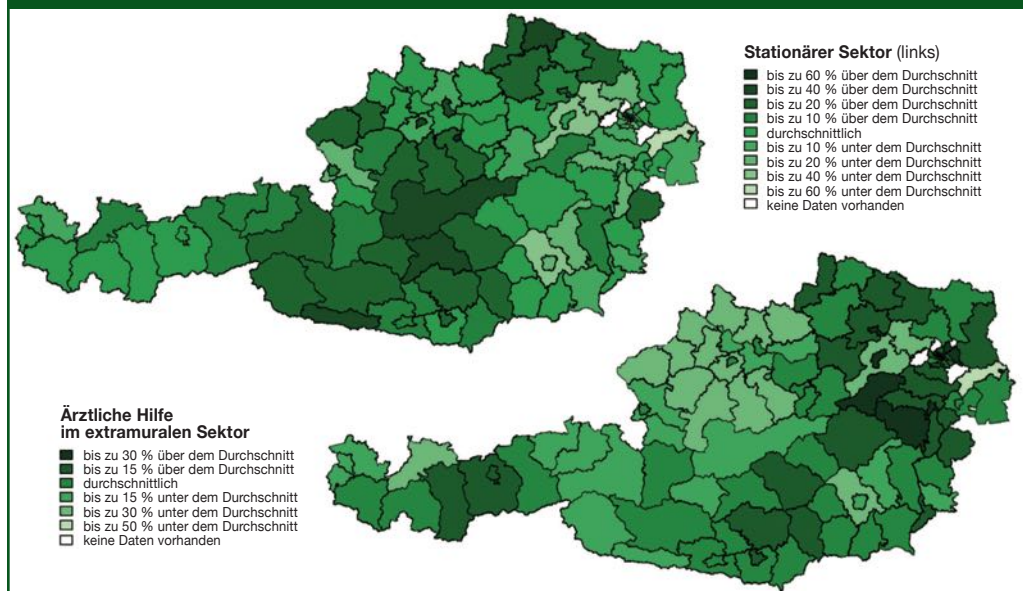 Stationärer Sektor (links)
bis zu 60 % über dem Durchschnitt
bis zu 40 % über dem Durchschnitt
bis zu 20 % über dem Durchschnitt
bis zu 10 % über dem Durchschnitt
durchschnittlich
bis zu 10 % unter dem Durchschnitt
bis zu 20 % unter dem Durchschnitt
bis zu 40 % unter dem Durchschnitt
bis zu 60 % unter dem Durchschnitt
keine Daten vorhanden
Ärztliche Hilfe
im extramuralen Sektor
bis zu 30 % über dem Durchschnitt
bis zu 15 % über dem Durchschnitt
durchschnittlich
bis zu 15 % unter dem Durchschnitt
bis zu 30 % unter dem Durchschnitt
bis zu 50 % unter dem Durchschnitt
keine Daten vorhanden